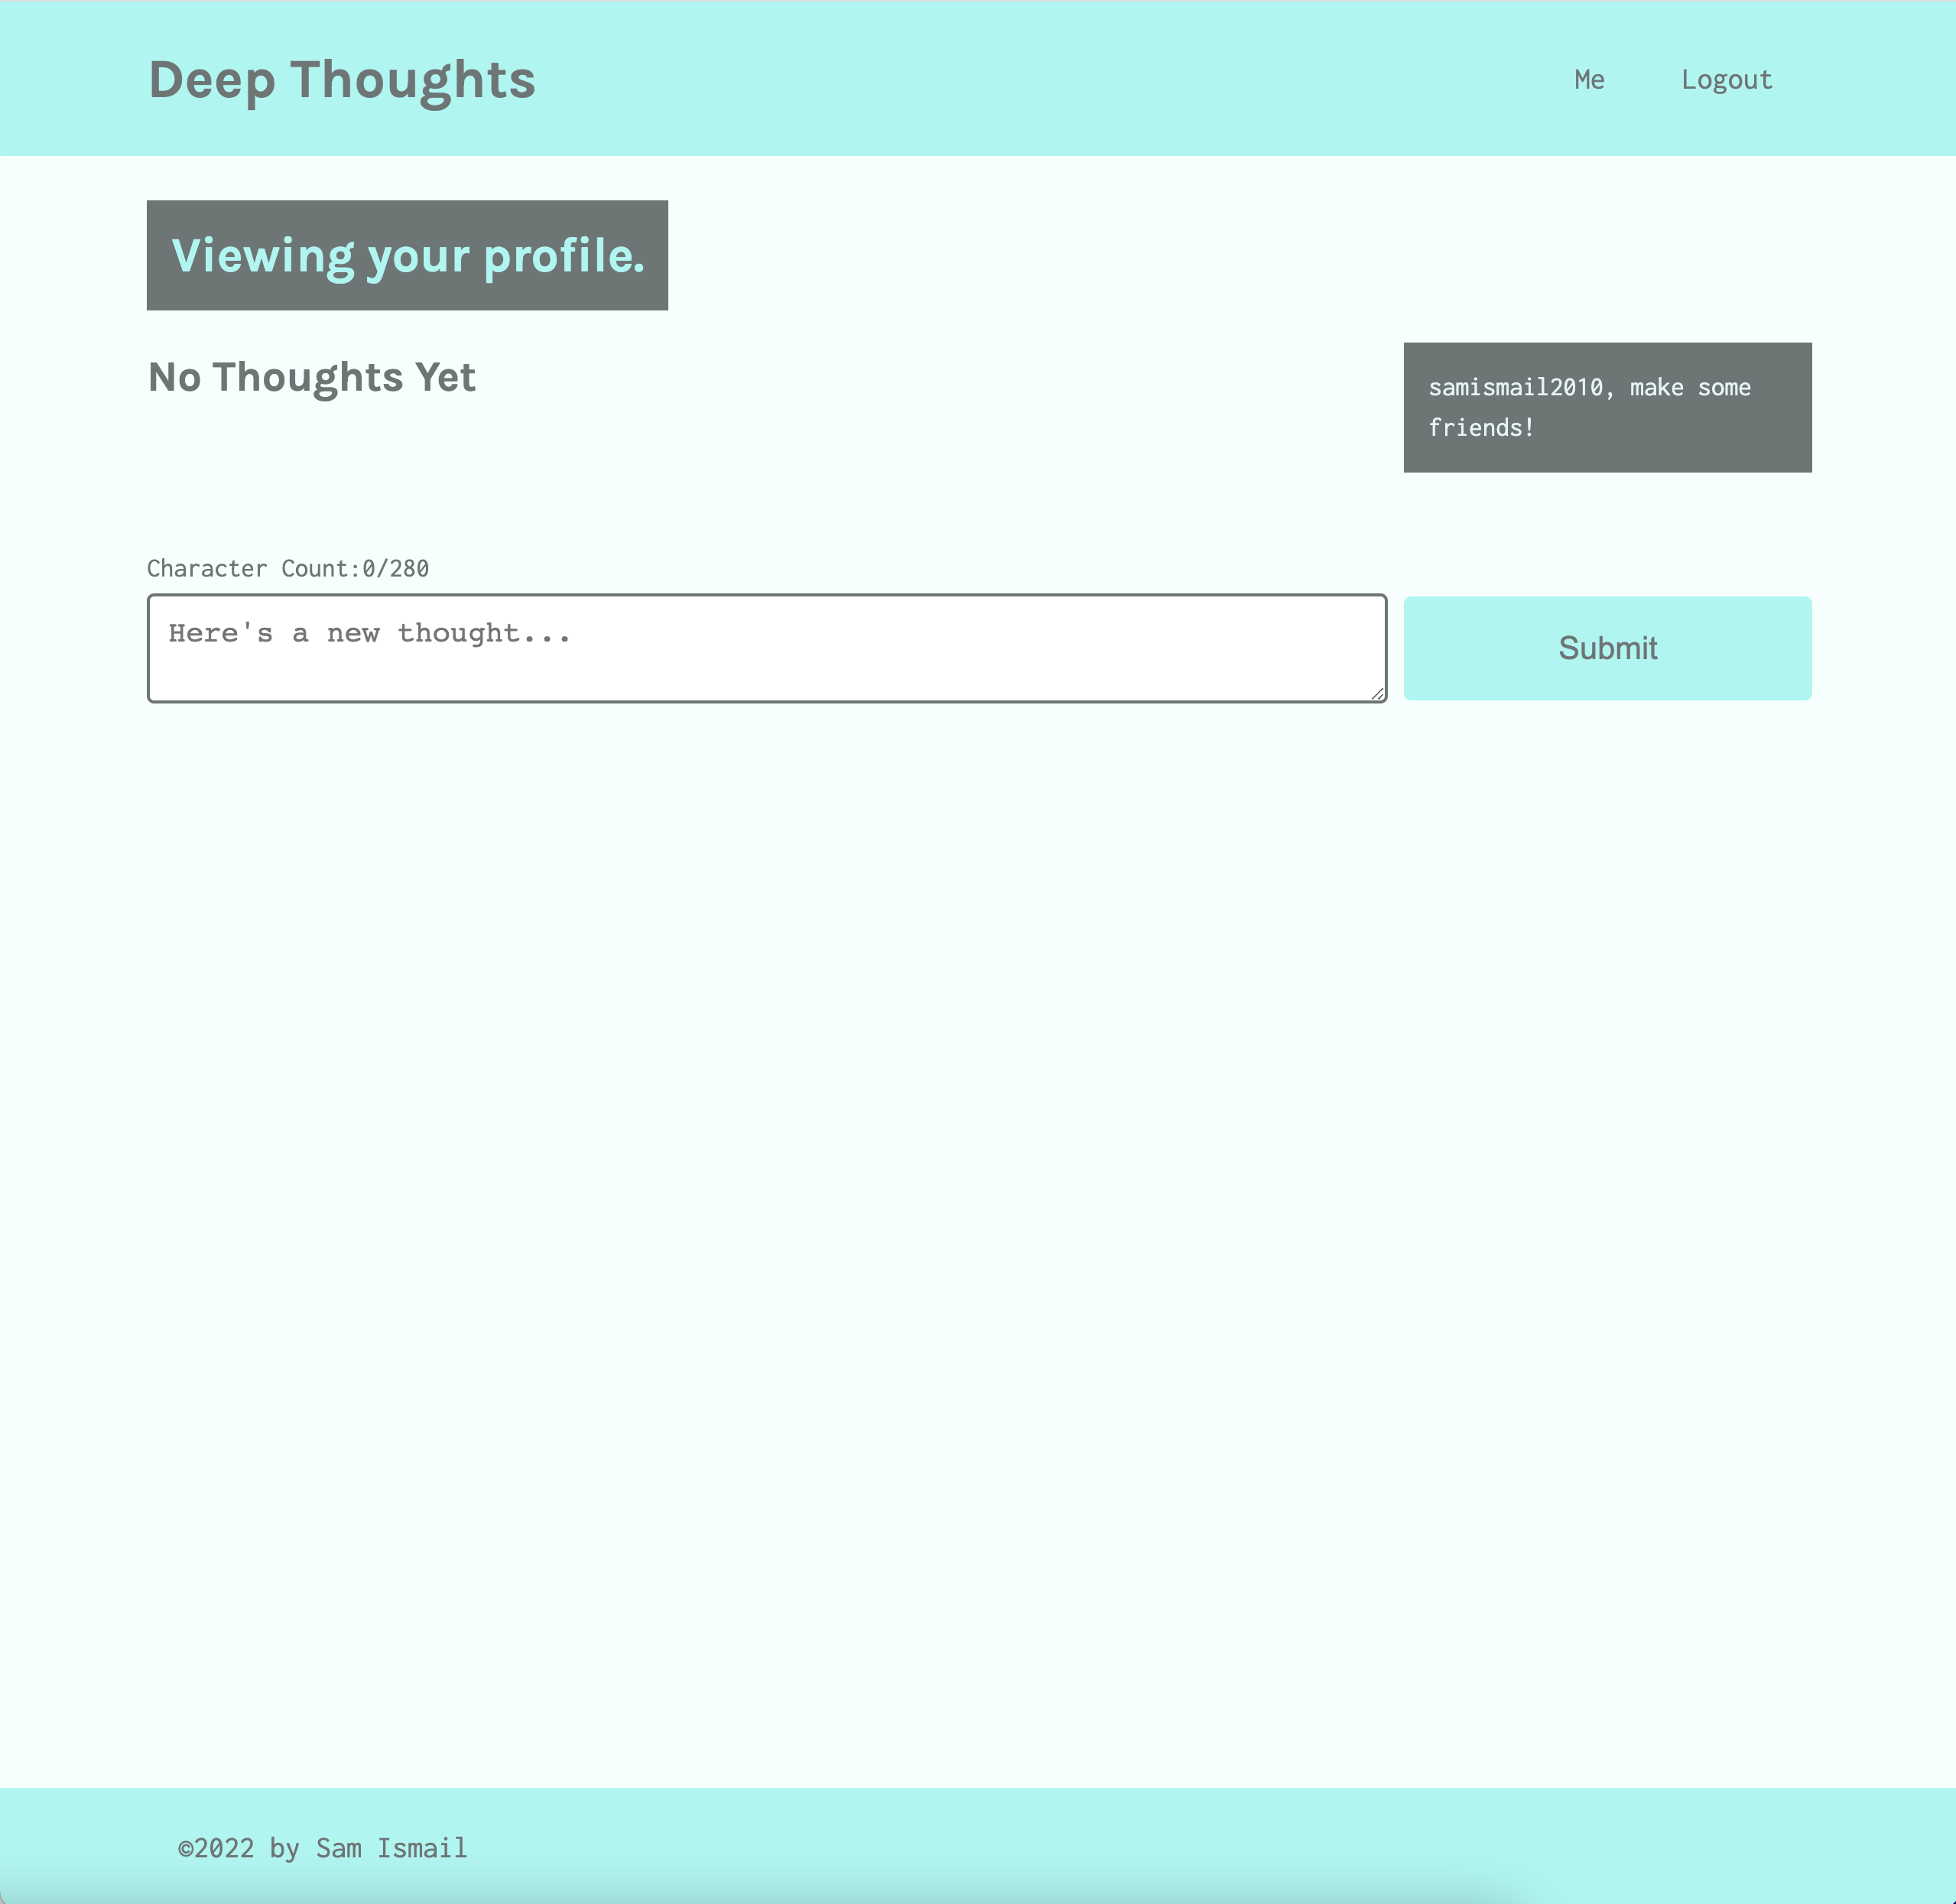 Deep Thoughts
Me
Logout
Viewing your profile.
No Thoughts Yet
samismail2010, make some
friends!
Character Count:0/280
Here's a new thought...
Submit
©2022 by Sam Ismail